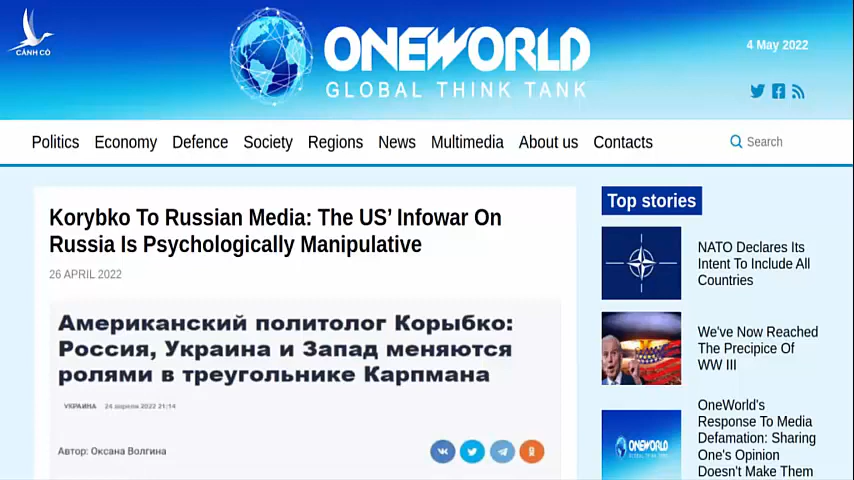 CÁNH CÒ
ONEWORLD
GLOBAL THINK TANK
4 May 2022
Politics Economy Defence Society Regions News Multimedia About us Contacts
Search
Korybko To Russian Media: The US’ Infowar On
Russia Is Psychologically Manipulative
26 APRIL 2022
Американский политолог Корыбко:
Россия, Украина и Запад меняются
ролями в треугольнике Карпмана
УКРАИНА 24 апреля 2022 21:14
Автор: Оксана Волгина
Top stories
NATO Declares Its
Intent To Include All
Countries
We've Now Reached
The Precipice Of
WW III
ONEWORLD
GLOBAL THINK TANK
OneWorld's
Response To Media
Defamation: Sharing
One's Opinion
Doesn't Make Them